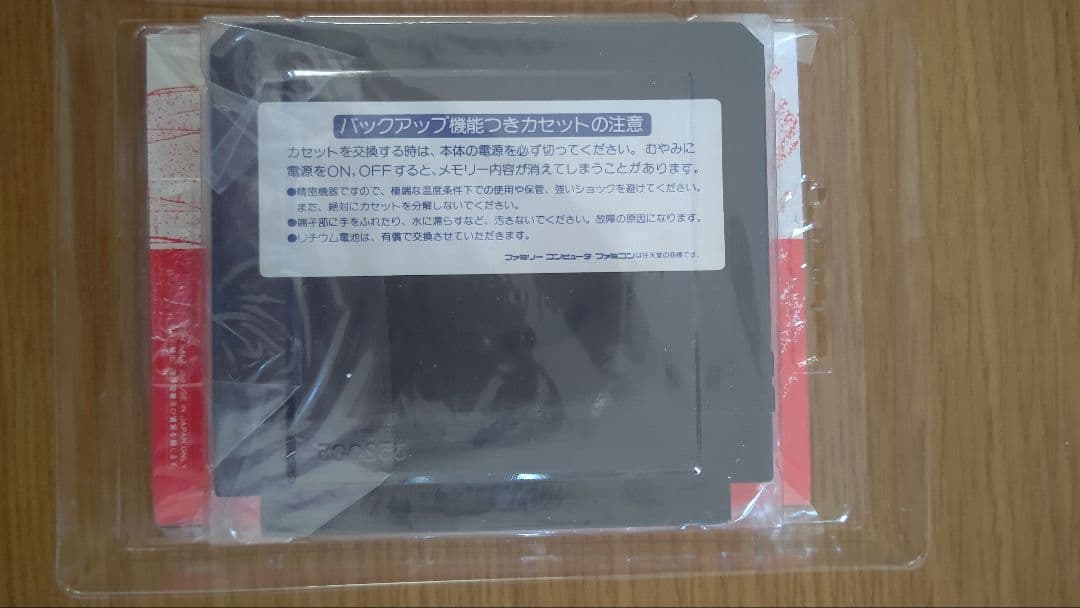 バックアップ機能つきカセットの注意
カセットを交換する時は、本体の電源を必ず切ってください。むやみに
電源をON,OFFすると、メモリー内容が消えてしまうことがあります。
●精密機器ですので、極端な温度条件下での使用や保管、強いショックを避けてください。
また、絶対にカセットを分解しないでください。
●端子部に手をふれたり、水に濡らすなど、汚さないでください。故障の原因になります。
●リチウム電池は、有償で交換させていただきます。
ファミリーコンピュータ・ファミコンは任天堂の商標です。
USE IN JAPAN ONLY